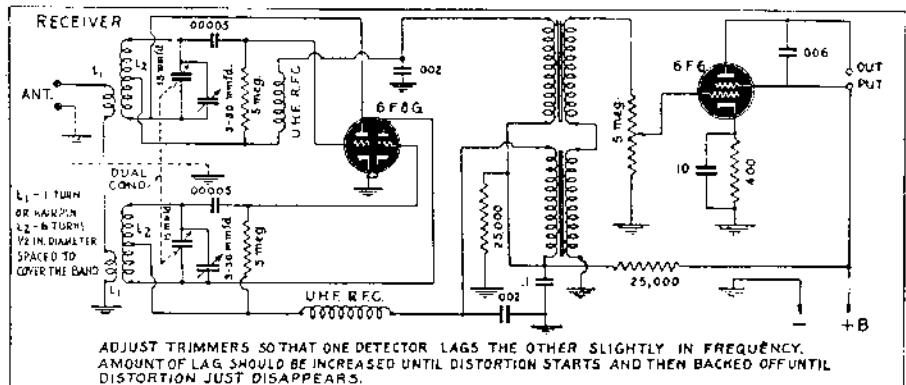 RECEIVER
.00005
L1
L2
15 mmfd.
3-30 mmfd.
5 meg.
U.H.F. R.F.C.
.002
6F8G
5 meg.
6F6
.006
OUT
PUT
ANT.
DUAL
COND.
.00005
10
400
L1 - 1 TURN
OR HAIRPIN
L2 - 6 TURNS
1/2 IN. DIAMETER
SPACED TO
COVER THE BAND
L2
15 mmfd.
3-30 mmfd.
5 meg.
L1
25,000
.1
25,000
U.H.F. R.F.C.
.002
- +B
ADJUST TRIMMERS SO THAT ONE DETECTOR LAGS THE OTHER SLIGHTLY IN FREQUENCY.
AMOUNT OF LAG SHOULD BE INCREASED UNTIL DISTORTION STARTS AND THEN BACKED OFF UNTIL
DISTORTION JUST DISAPPEARS.